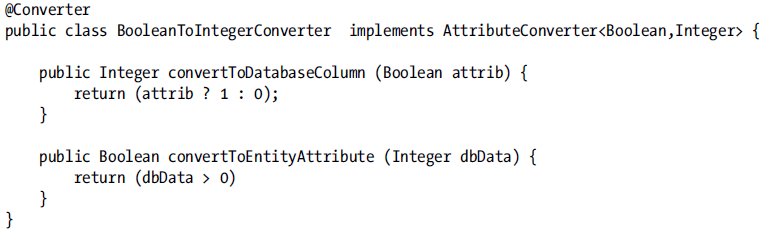 @Converter
public class BooleanToIntegerConverter  implements AttributeConverter<Boolean,Integer> {
    public Integer convertToDatabaseColumn (Boolean attrib) {
        return (attrib ? 1 : 0);
    }
    public Boolean convertToEntityAttribute (Integer dbData) {
        return (dbData > 0)
    }
}